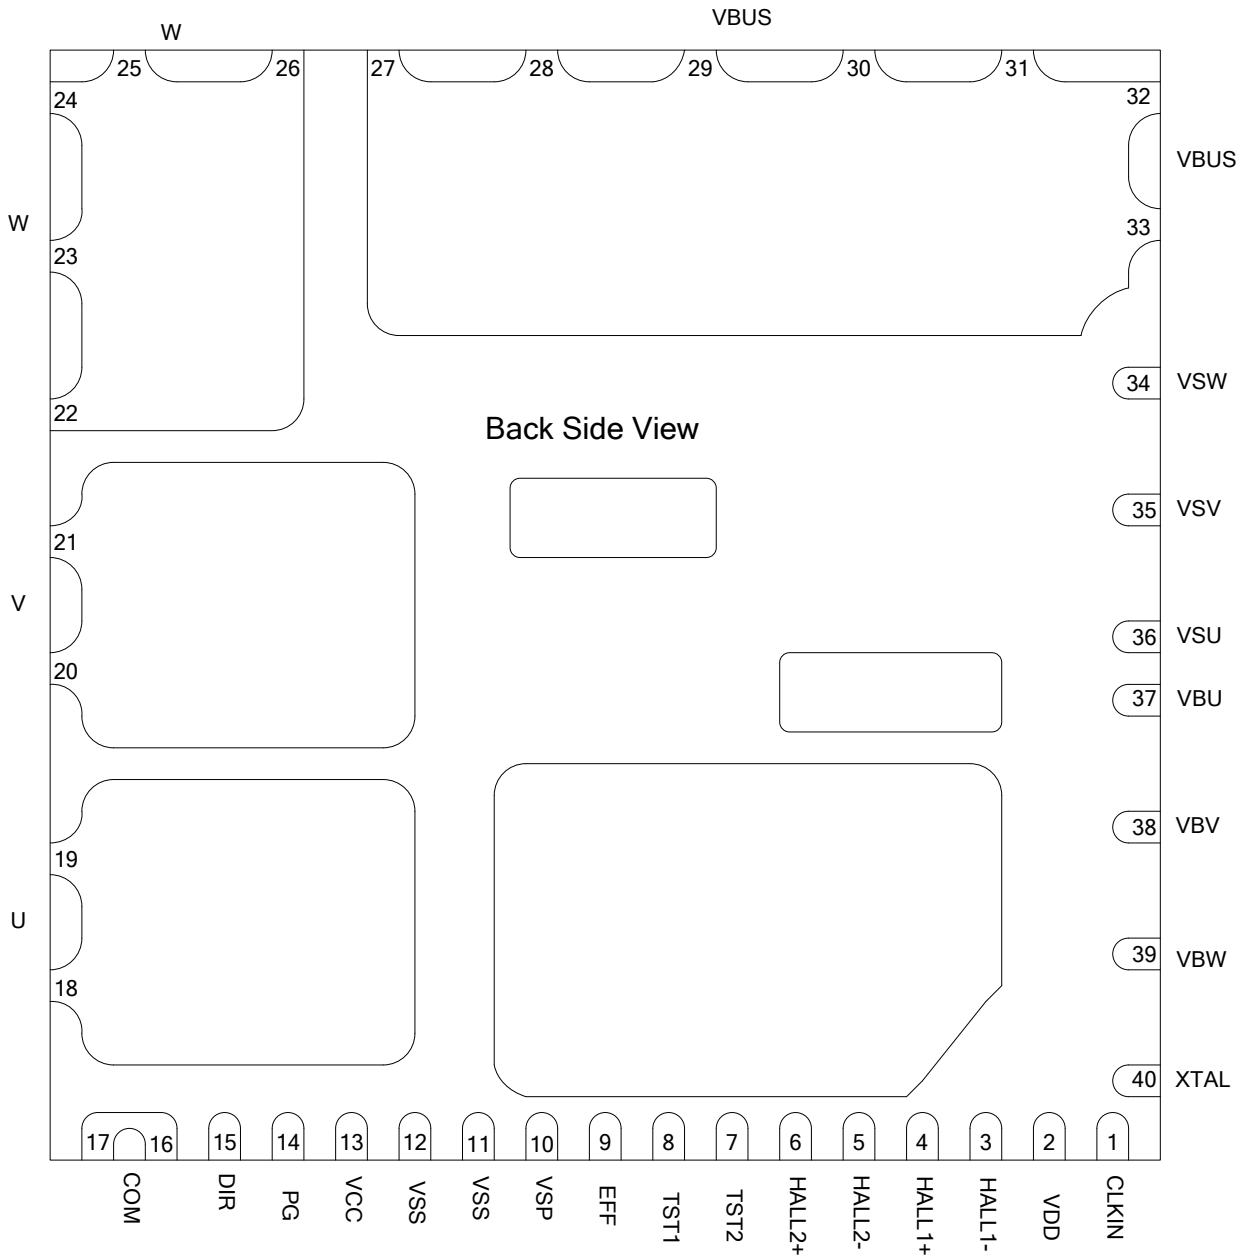 W
VBUS
25
26
27
28
29
30
31
24
32
VBUS
W
23
33
22
34
VSW
Back Side View
35
VSV
21
V
36
VSU
20
37
VBU
38
VBV
19
U
39
VBW
18
40
XTAL
17
16
15
14
13
12
11
10
9
8
7
6
5
4
3
2
1
COM
DIR
PG
VCC
VSS
VSS
VSP
EFF
TST1
TST2
HALL2+
HALL2-
HALL1+
HALL1-
VDD
CLKIN